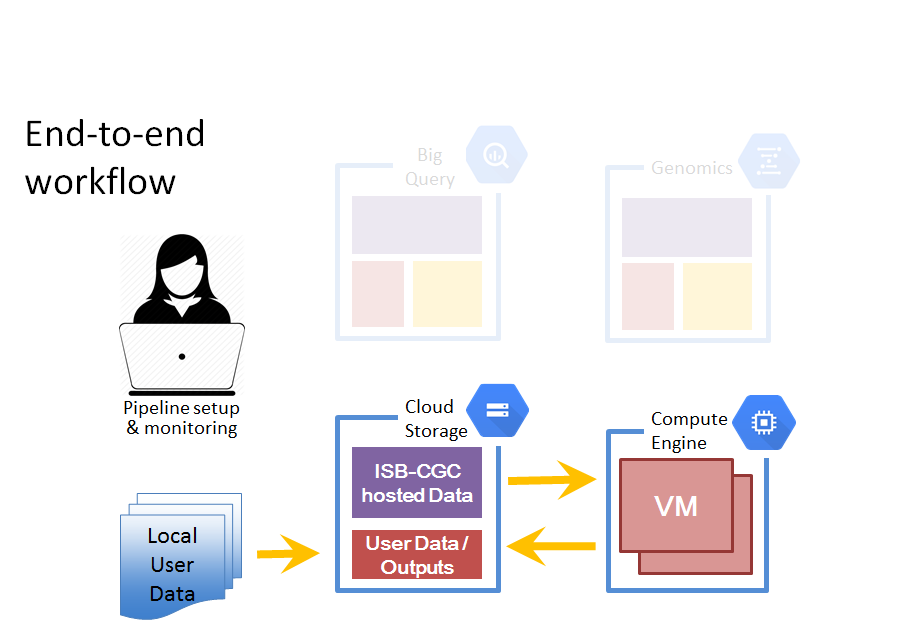 End-to-end
workflow
Big
Query
Genomics
Pipeline setup
& monitoring
Cloud
Storage
Compute
Engine
ISB-CGC
hosted Data
VM
User Data /
Outputs
Local
User
Data